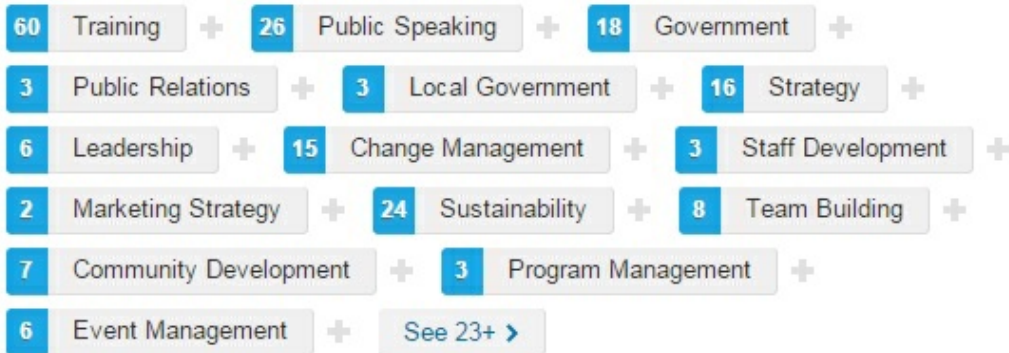 60 Training + 26 Public Speaking + 18 Government +
3 Public Relations + 3 Local Government + 16 Strategy +
6 Leadership + 15 Change Management + 3 Staff Development +
2 Marketing Strategy + 24 Sustainability + 8 Team Building +
7 Community Development + 3 Program Management +
6 Event Management + See 23+ >